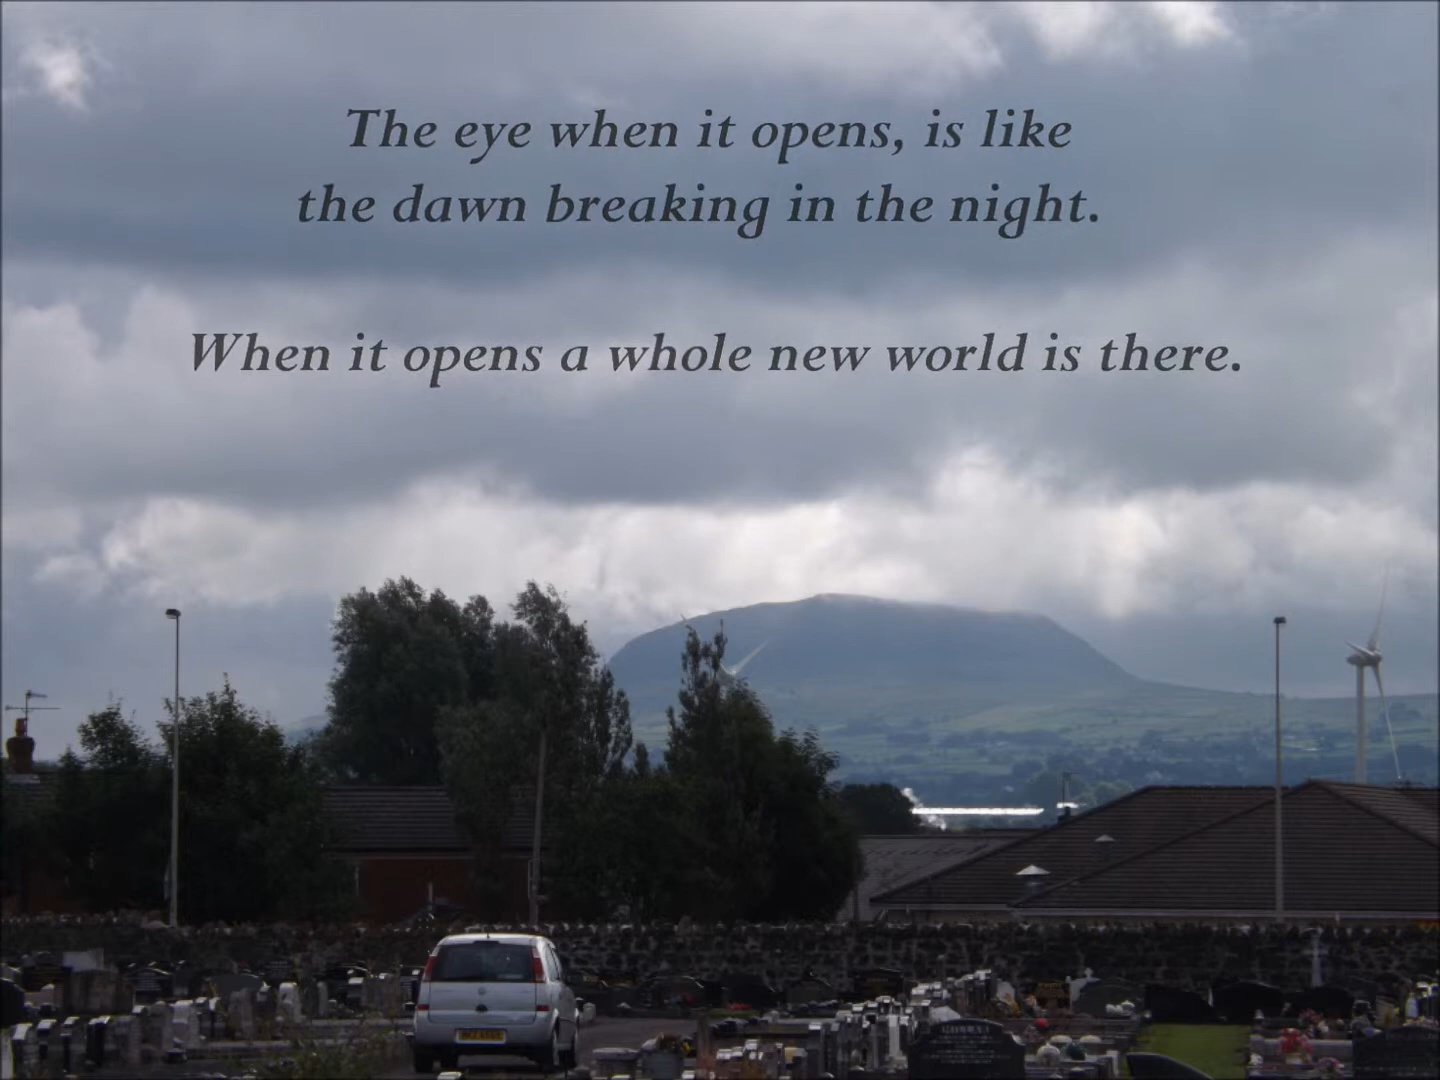 The eye when it opens, is like
the dawn breaking in the night.
When it opens a whole new world is there.